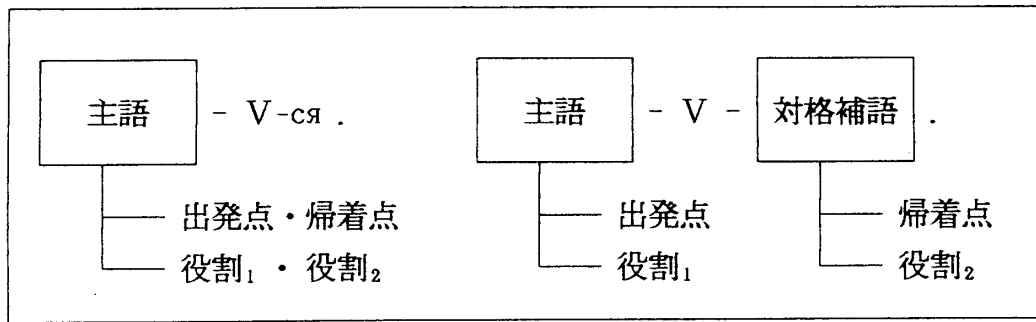 主語 - V-ся . 主語 - V - 対格補語 .
出発点・帰着点 出発点 帰着点
役割₁ ・ 役割₂ 役割₁ 役割₂